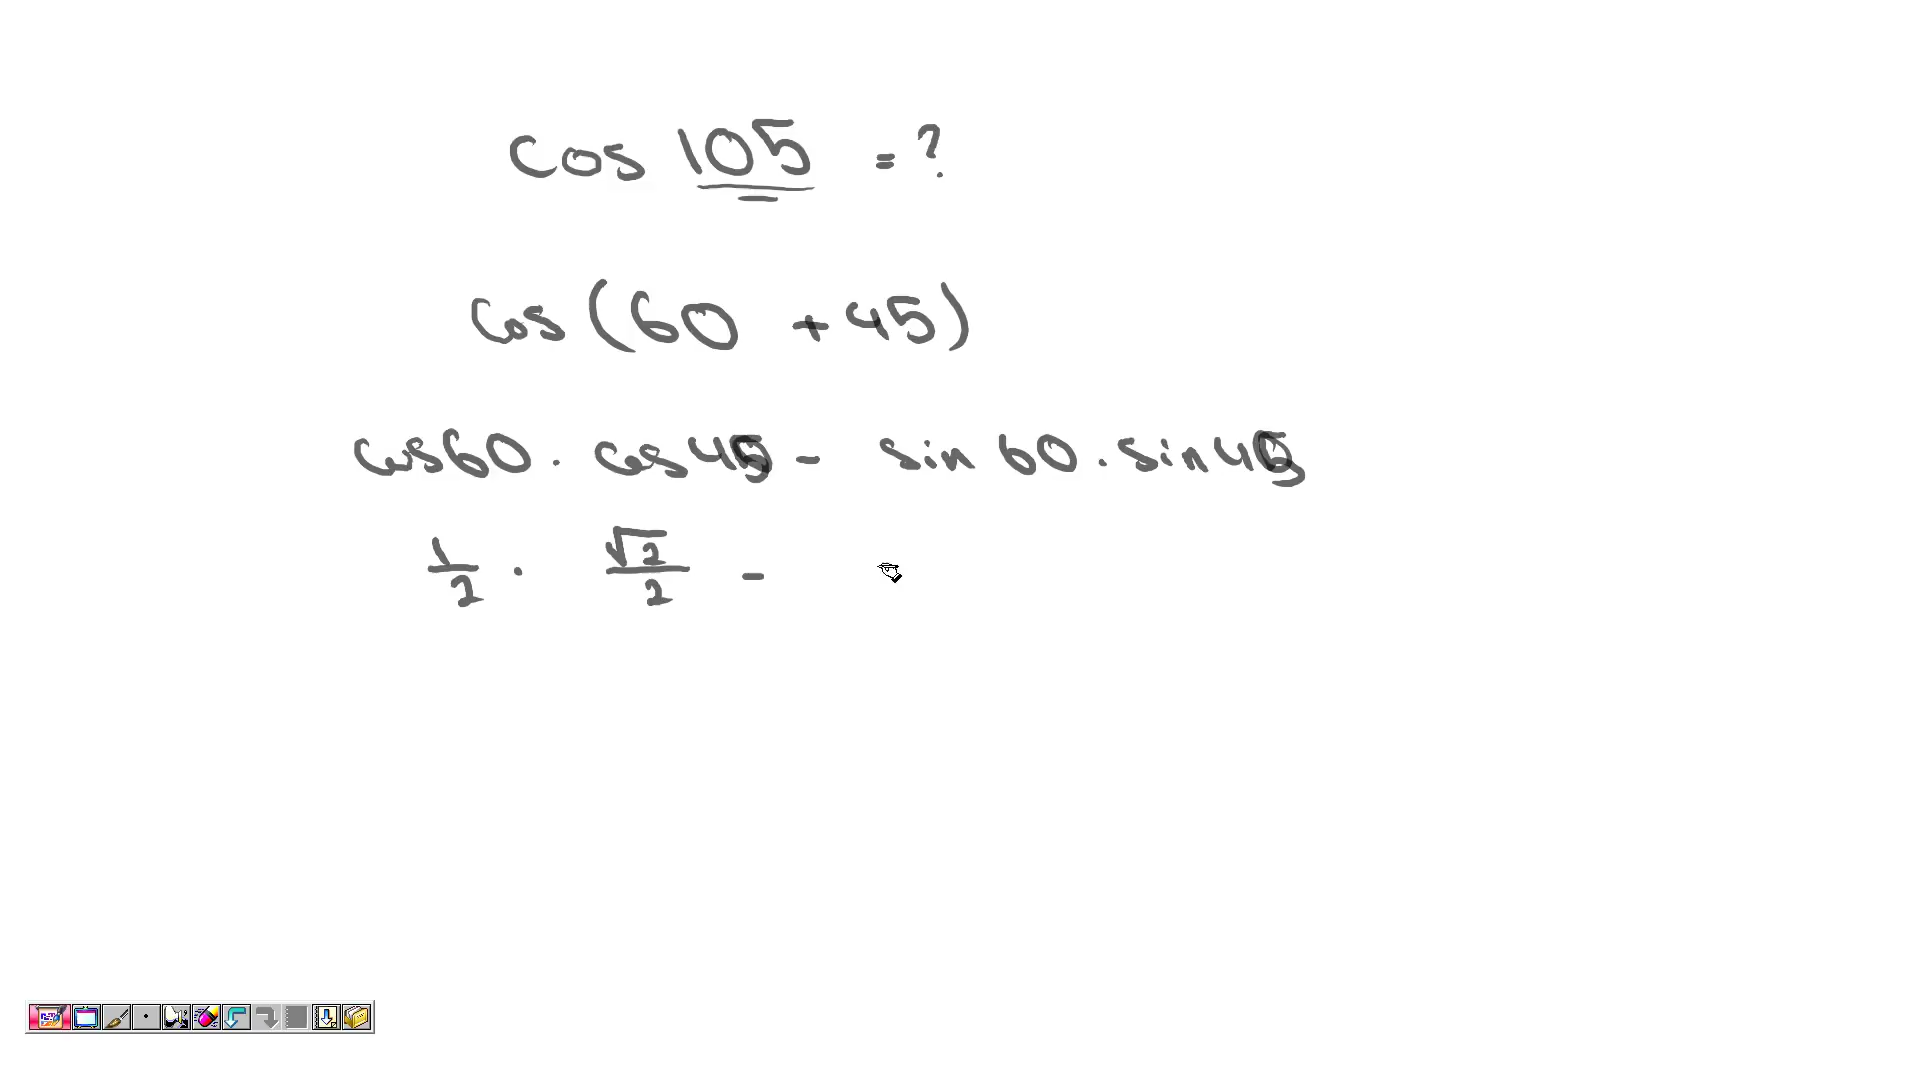 cos 105 = ?
cos (60 + 45)
cos60 . cos45 - sin 60 . sin45
1/2 . √2/2 -